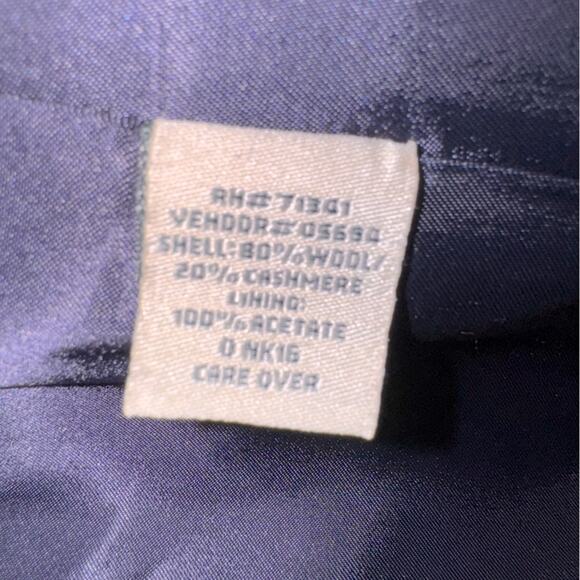 RN# 71341
VENDOR# 05694
SHELL: 80% WOOL/
20% CASHMERE
LINING:
100% ACETATE
0 NK16
CARE OVER